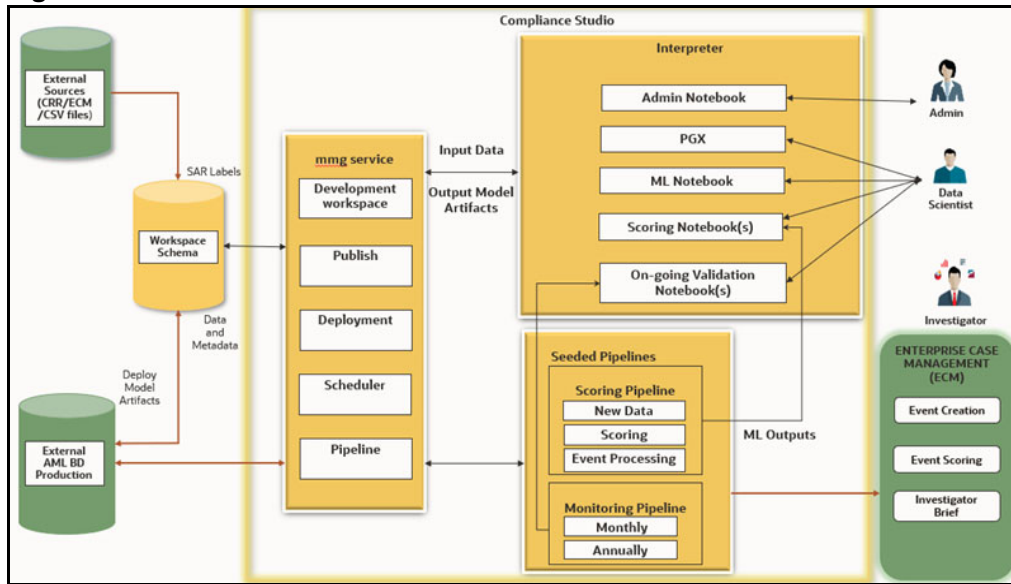 Compliance Studio
External
Sources
(CRR/ECM
/CSV files)
SAR Labels
Workspace
Schema
Data
and
Metadata
Deploy
Model
Artifacts
External
AML BD
Production
mmg service
Development
workspace
Publish
Deployment
Scheduler
Pipeline
Input Data
Output Model
Artifacts
Interpreter
Admin Notebook
PGX
ML Notebook
Scoring Notebook(s)
On-going Validation
Notebook(s)
Seeded Pipelines
Scoring Pipeline
New Data
Scoring
Event Processing
Monitoring Pipeline
Monthly
Annually
ML Outputs
Admin
Data
Scientist
Investigator
ENTERPRISE CASE
MANAGEMENT
(ECM)
Event Creation
Event Scoring
Investigator
Brief